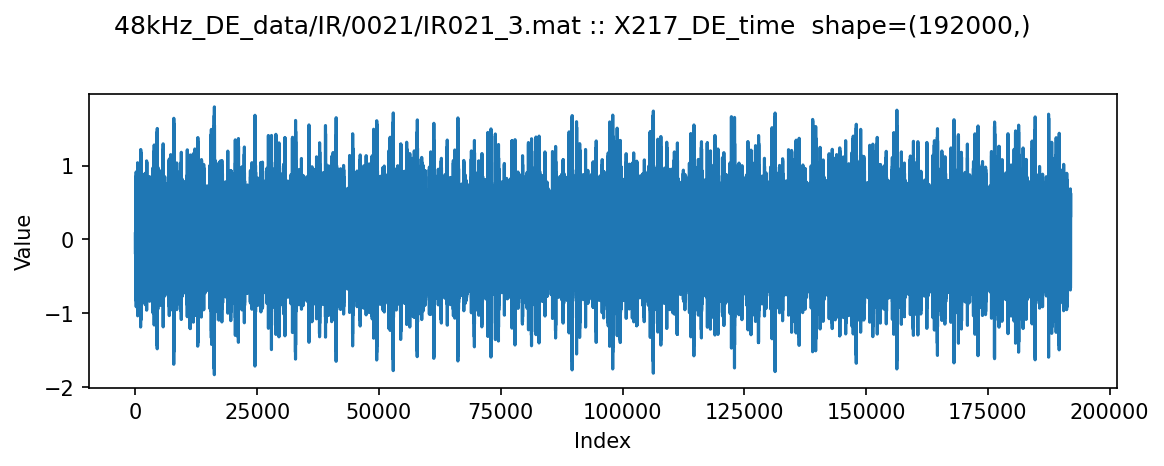 48kHz_DE_data/IR/0021/IR021_3.mat :: X217_DE_time  shape=(192000,)
1
0
−1
−2
Value
0 25000 50000 75000 100000 125000 150000 175000 200000
Index